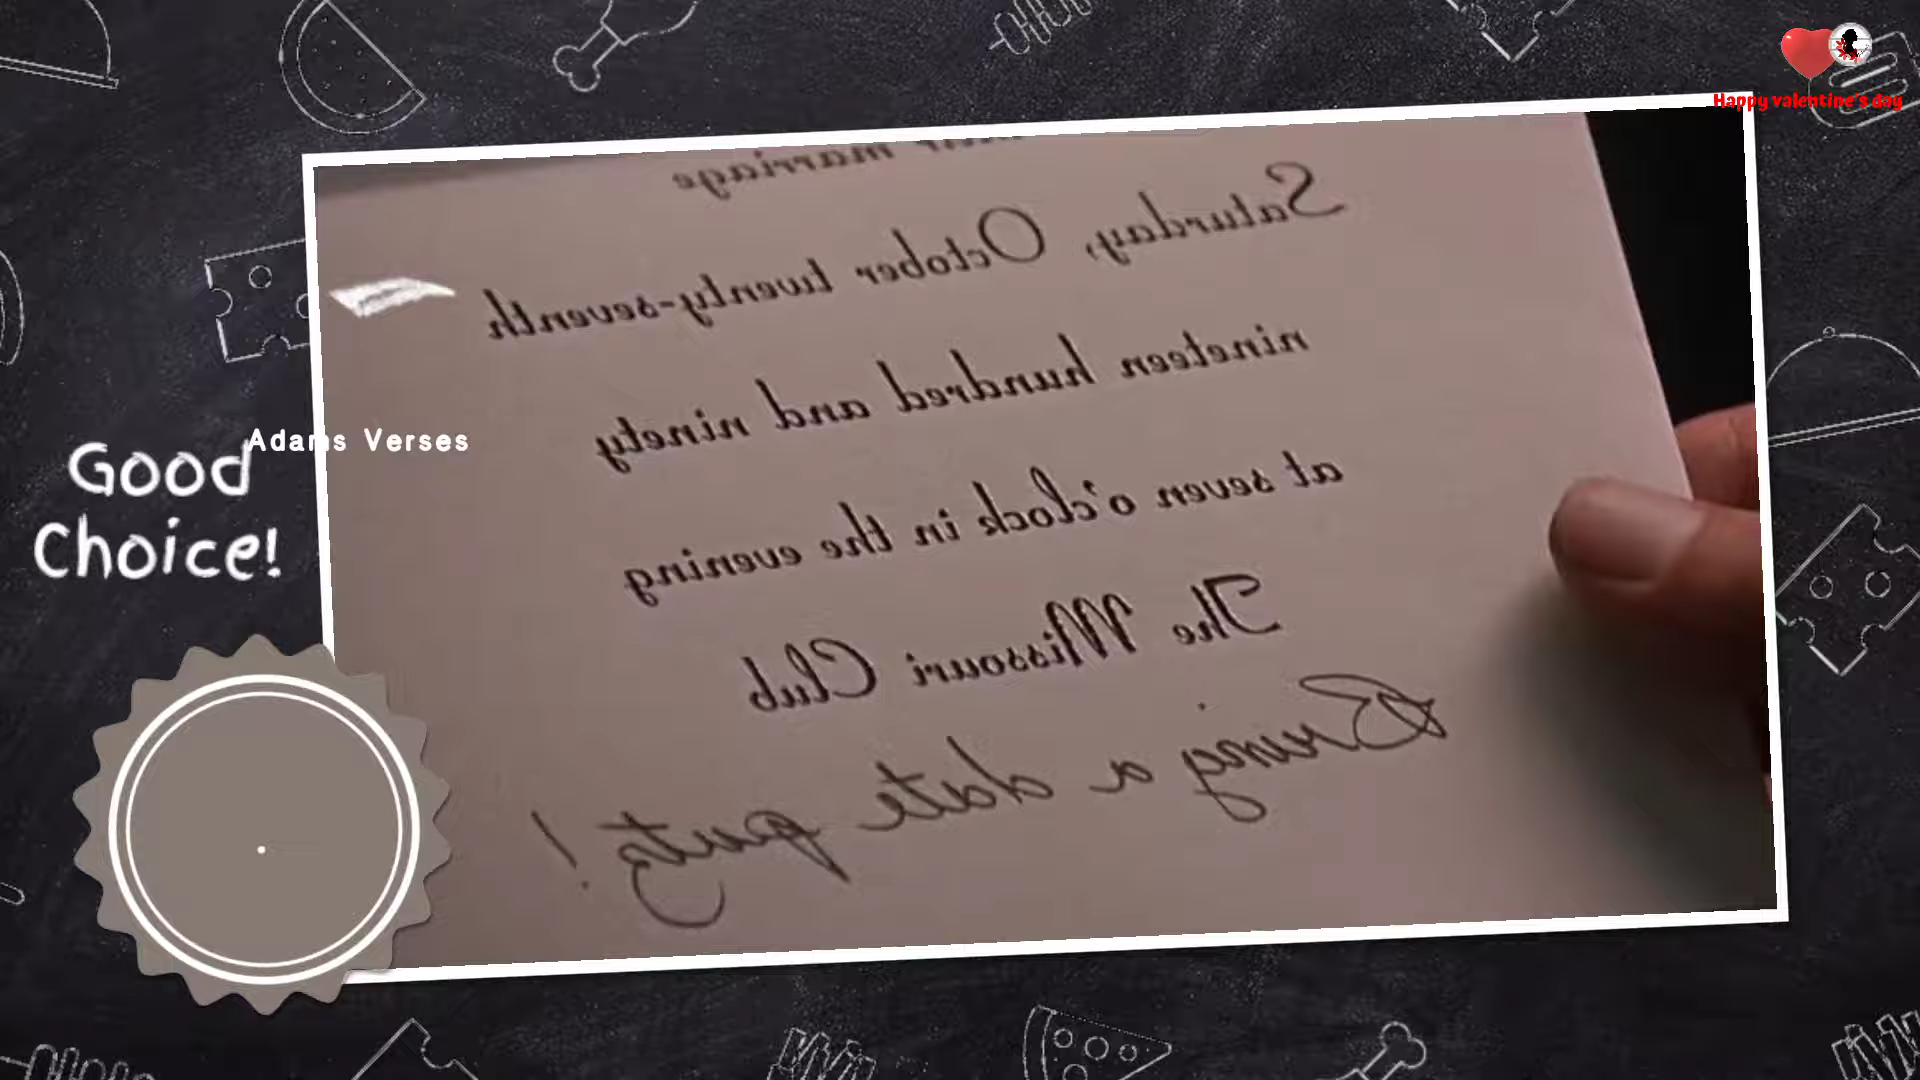 Happy valentine's day
marriage
Saturday, October twenty-seventh
nineteen hundred and ninety
at seven o'clock in the evening
The Missouri Club
Bring a date putz!
Adams Verses
Good
Choice!